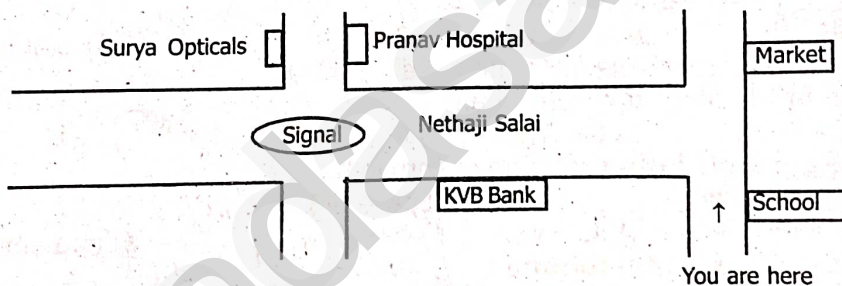 Surya Opticals
Pranav Hospital
Market
Signal
Nethaji Salai
KVB Bank
School
↑
You are here